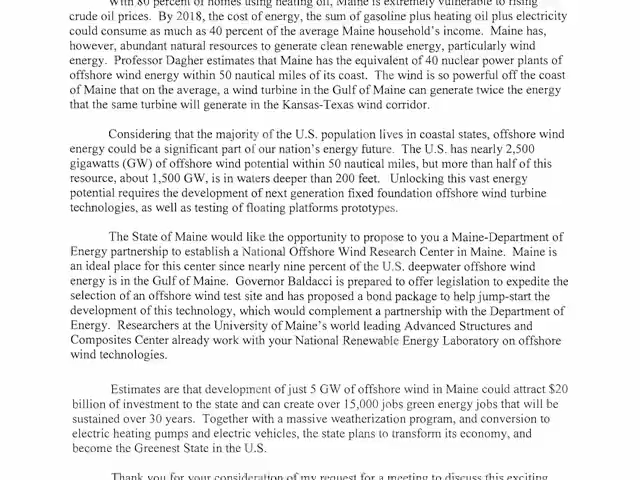 With 80 percent of homes using heating oil, Maine is extremely vulnerable to rising
crude oil prices. By 2018, the cost of energy, the sum of gasoline plus heating oil plus electricity
could consume as much as 40 percent of the average Maine household's income. Maine has,
however, abundant natural resources to generate clean renewable energy, particularly wind
energy. Professor Dagher estimates that Maine has the equivalent of 40 nuclear power plants of
offshore wind energy within 50 nautical miles of its coast. The wind is so powerful off the coast
of Maine that on the average, a wind turbine in the Gulf of Maine can generate twice the energy
that the same turbine will generate in the Kansas-Texas wind corridor.
Considering that the majority of the U.S. population lives in coastal states, offshore wind
energy could be a significant part of our nation's energy future. The U.S. has nearly 2,500
gigawatts (GW) of offshore wind potential within 50 nautical miles, but more than half of this
resource, about 1,500 GW, is in waters deeper than 200 feet. Unlocking this vast energy
potential requires the development of next generation fixed foundation offshore wind turbine
technologies, as well as testing of floating platforms prototypes.
The State of Maine would like the opportunity to propose to you a Maine-Department of
Energy partnership to establish a National Offshore Wind Research Center in Maine. Maine is
an ideal place for this center since nearly nine percent of the U.S. deepwater offshore wind
energy is in the Gulf of Maine. Governor Baldacci is prepared to offer legislation to expedite the
selection of an offshore wind test site and has proposed a bond package to help jump-start the
development of this technology, which would complement a partnership with the Department of
Energy. Researchers at the University of Maine's world leading Advanced Structures and
Composites Center already work with your National Renewable Energy Laboratory on offshore
wind technologies.
Estimates are that development of just 5 GW of offshore wind in Maine could attract $20
billion of investment to the state and can create over 15,000 jobs green energy jobs that will be
sustained over 30 years. Together with a massive weatherization program, and conversion to
electric heating pumps and electric vehicles, the state plans to transform its economy, and
become the Greenest State in the U.S.
Thank you for your consideration of my request for a meeting to discuss this exciting